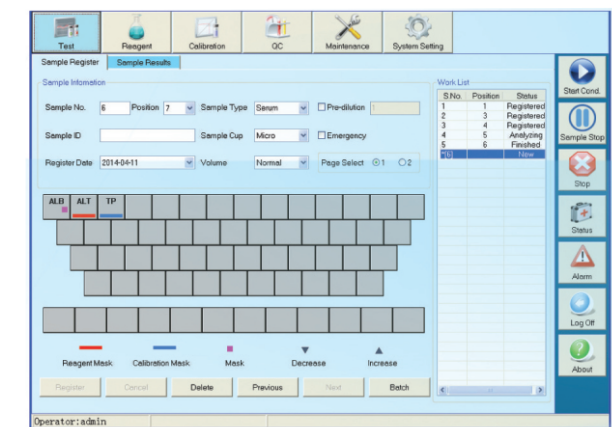 Test Reagent Calibration QC Maintenance System Setting
Sample Register Sample Results
Sample Infomation
Work List
Sample No. 6 Position 7 Sample Type Serum Pre-dilution 1
Sample ID Sample Cup Micro Emergency
Register Date 2014-04-11 Volume Normal Page Select 1 2
S.No. Position Status
1 1 Registered
2 3 Registered
3 4 Registered
4 5 Analyzing
5 6 Finished
*(6) New
ALB ALT TP
Reagent Mask Calibration Mask Mask Decrease Increase
Register Cancel Delete Previous Next Batch
Start Cond.
Sample Stop
Stop
Status
Alarm
Log Off
About
Operator:admin